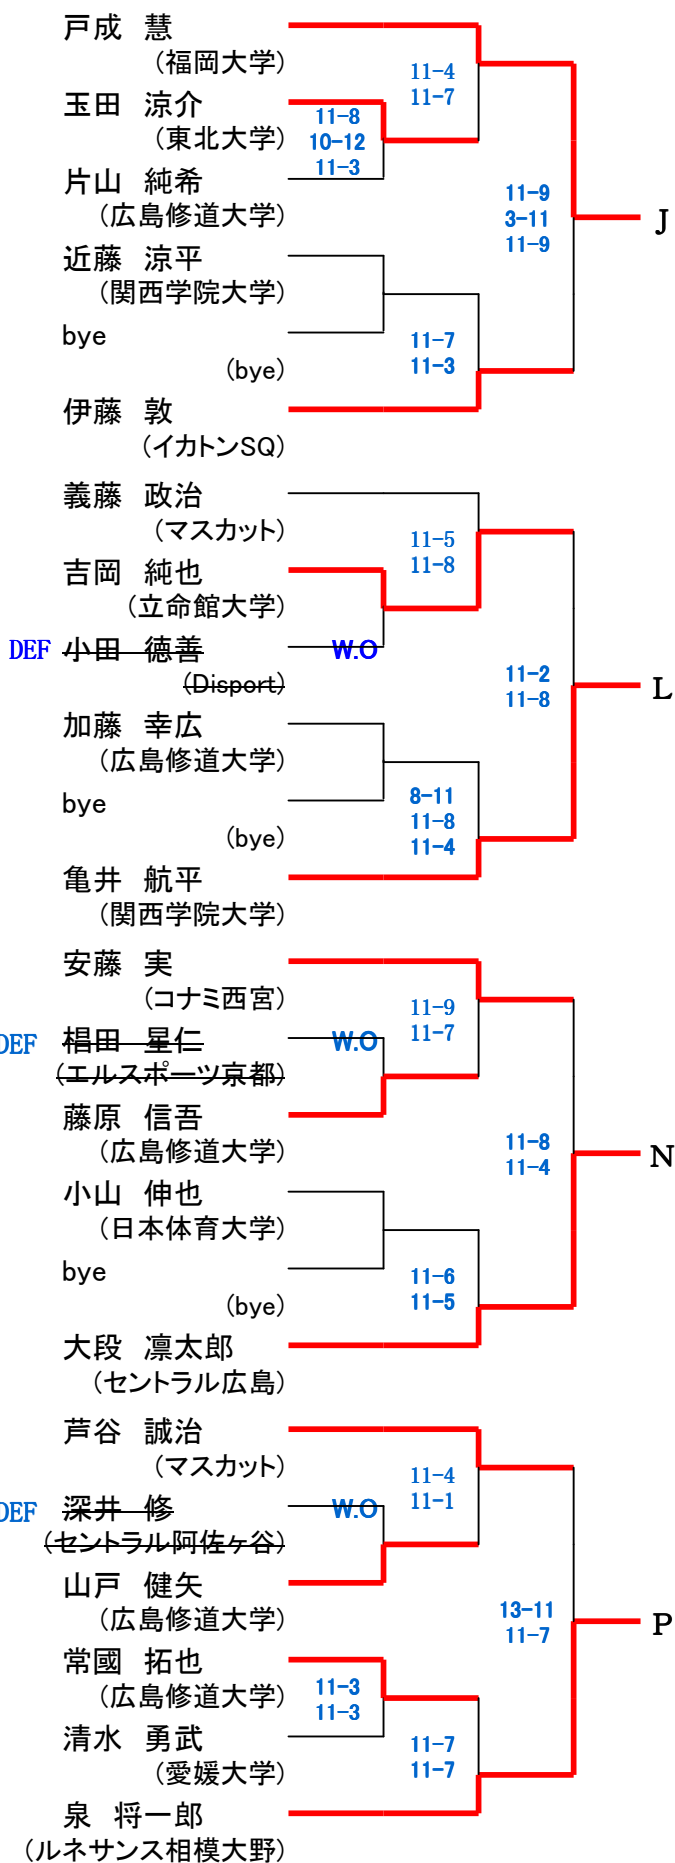 戸成　慧
(福岡大学)
11-4
11-7
玉田　涼介
(東北大学)
11-8
10-12
11-3
片山　純希
(広島修道大学)
11-9
3-11
11-9
J
近藤　涼平
(関西学院大学)
bye
(bye)
11-7
11-3
伊藤　敦
(イカトンSQ)
義藤　政治
(マスカット)
11-5
11-8
吉岡　純也
(立命館大学)
DEF 小田　徳善 W.O
(Disport)
11-2
11-8
L
加藤　幸広
(広島修道大学)
bye
(bye)
8-11
11-8
11-4
亀井　航平
(関西学院大学)
安藤　実
(コナミ西宮)
11-9
11-7
DEF 椙田　星仁 W.O
(エルスポーツ京都)
藤原　信吾
(広島修道大学)
11-8
11-4
N
小山　伸也
(日本体育大学)
bye
(bye)
11-6
11-5
大段　凛太郎
(セントラル広島)
芦谷　誠治
(マスカット)
11-4
11-1
DEF 深井　修 W.O
(セントラル阿佐ヶ谷)
山戸　健矢
(広島修道大学)
13-11
11-7
P
常國　拓也
(広島修道大学)
11-3
11-3
清水　勇武
(愛媛大学)
11-7
11-7
泉　将一郎
(ルネサンス相模大野)